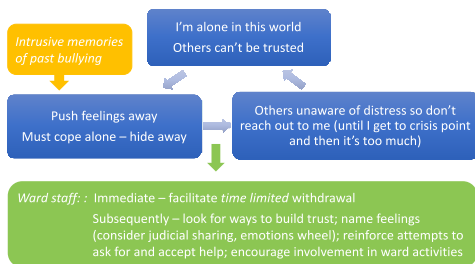 I'm alone in this world
Others can't be trusted
Intrusive memories
of past bullying
Push feelings away
Must cope alone – hide away
Others unaware of distress so don't
reach out to me (until I get to crisis point
and then it's too much)
Ward staff: : Immediate – facilitate time limited withdrawal
Subsequently – look for ways to build trust; name feelings
(consider judicial sharing, emotions wheel); reinforce attempts to
ask for and accept help; encourage involvement in ward activities